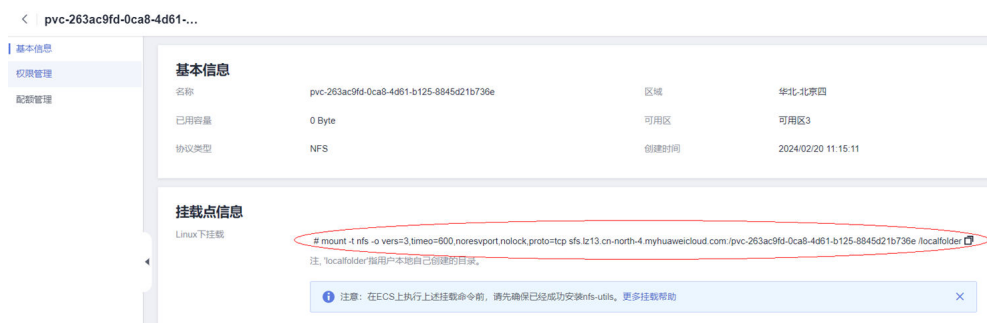 pvc-263ac9fd-0ca8-4d61-...
基本信息
权限管理
配额管理
基本信息
名称 pvc-263ac9fd-0ca8-4d61-b125-8845d21b736e 区域 华北-北京四
已用容量 0 Byte 可用区 可用区3
协议类型 NFS 创建时间 2024/02/20 11:15:11
挂载点信息
Linux下挂载 # mount -t nfs -o vers=3,timeo=600,noresvport,nolock,proto=tcp sfs.lz13.cn-north-4.myhuaweicloud.com:/pvc-263ac9fd-0ca8-4d61-b125-8845d21b736e /localfolder
注, 'localfolder'指用户本地自己创建的目录。
注意：在ECS上执行上述挂载命令前，请先确保已经成功安装nfs-utils。更多挂载帮助